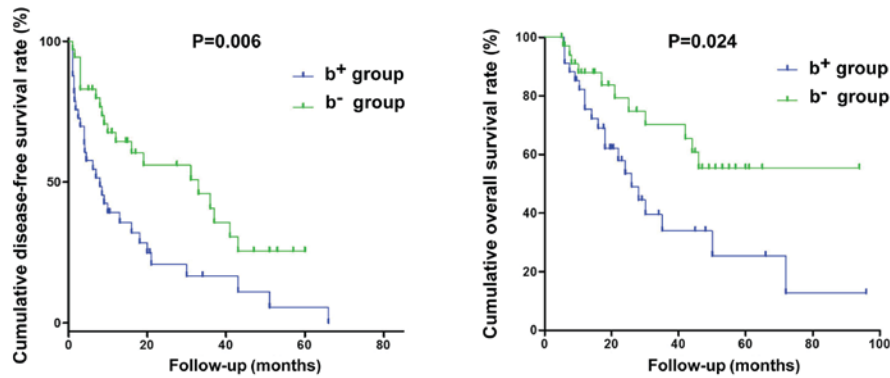 Cumulative disease-free survival rate (%)
100
50
0
P=0.006
b+ group
b- group
0 20 40 60 80
Follow-up (months)
Cumulative overall survival rate (%)
100
80
60
40
20
0
P=0.024
b+ group
b- group
0 20 40 60 80 100
Follow-up (months)